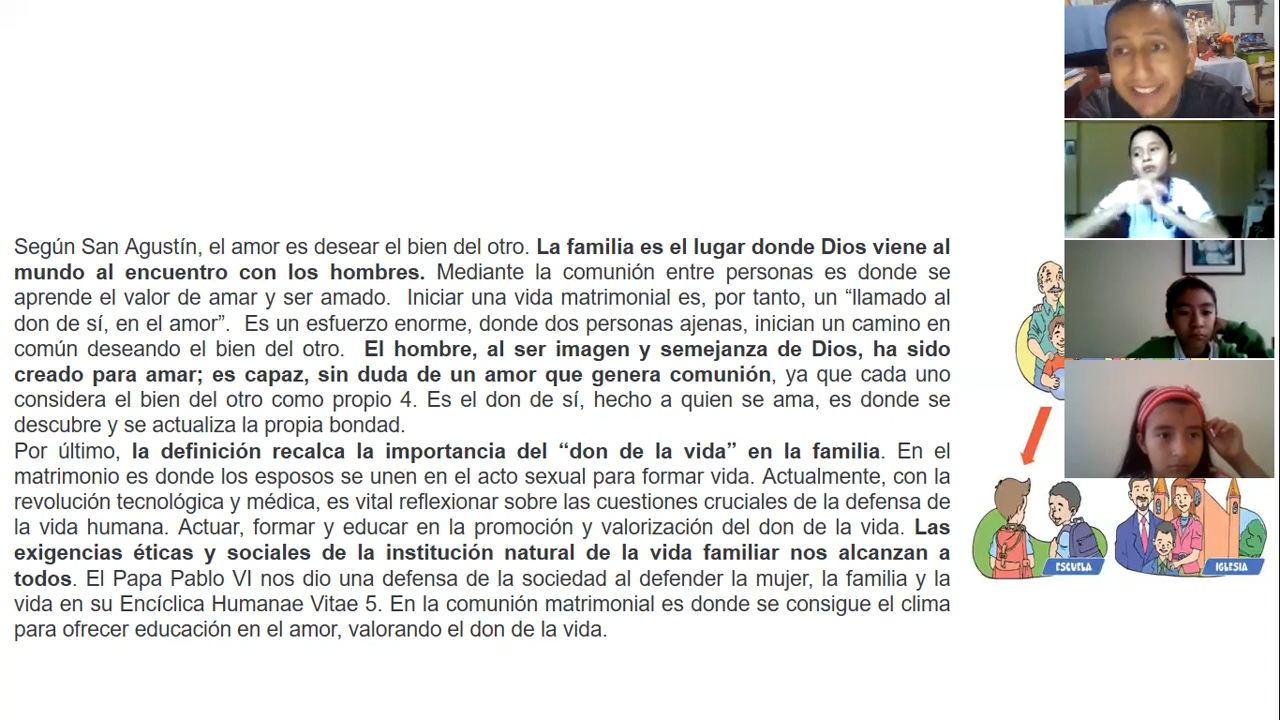 Según San Agustín, el amor es desear el bien del otro. La familia es el lugar donde Dios viene al
mundo al encuentro con los hombres. Mediante la comunión entre personas es donde se
aprende el valor de amar y ser amado. Iniciar una vida matrimonial es, por tanto, un “llamado al
don de sí, en el amor”. Es un esfuerzo enorme, donde dos personas ajenas, inician un camino en
común deseando el bien del otro. El hombre, al ser imagen y semejanza de Dios, ha sido
creado para amar; es capaz, sin duda de un amor que genera comunión, ya que cada uno
considera el bien del otro como propio 4. Es el don de sí, hecho a quien se ama, es donde se
descubre y se actualiza la propia bondad.
Por último, la definición recalca la importancia del “don de la vida” en la familia. En el
matrimonio es donde los esposos se unen en el acto sexual para formar vida. Actualmente, con la
revolución tecnológica y médica, es vital reflexionar sobre las cuestiones cruciales de la defensa de
la vida humana. Actuar, formar y educar en la promoción y valorización del don de la vida. Las
exigencias éticas y sociales de la institución natural de la vida familiar nos alcanzan a
todos. El Papa Pablo VI nos dio una defensa de la sociedad al defender la mujer, la familia y la
vida en su Encíclica Humanae Vitae 5. En la comunión matrimonial es donde se consigue el clima
para ofrecer educación en el amor, valorando el don de la vida.
ESCUELA
IGLESIA